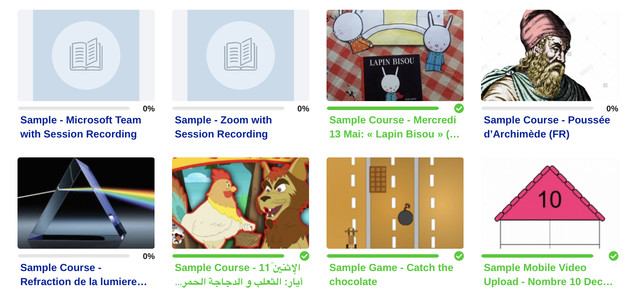 LAPIN BISOU
0%
0%
0%
Sample - Microsoft Team
with Session Recording
Sample - Zoom with
Session Recording
Sample Course - Mercredi
13 Mai: « Lapin Bisou » (...
Sample Course - Poussée
d'Archimède (FR)
10
0%
Sample Course -
Refraction de la lumiere...
Sample Course - الإثنين 11
أيار: الثعلب و الدجاجة الحمر...
Sample Game - Catch the
chocolate
Sample Mobile Video
Upload - Nombre 10 Dec...